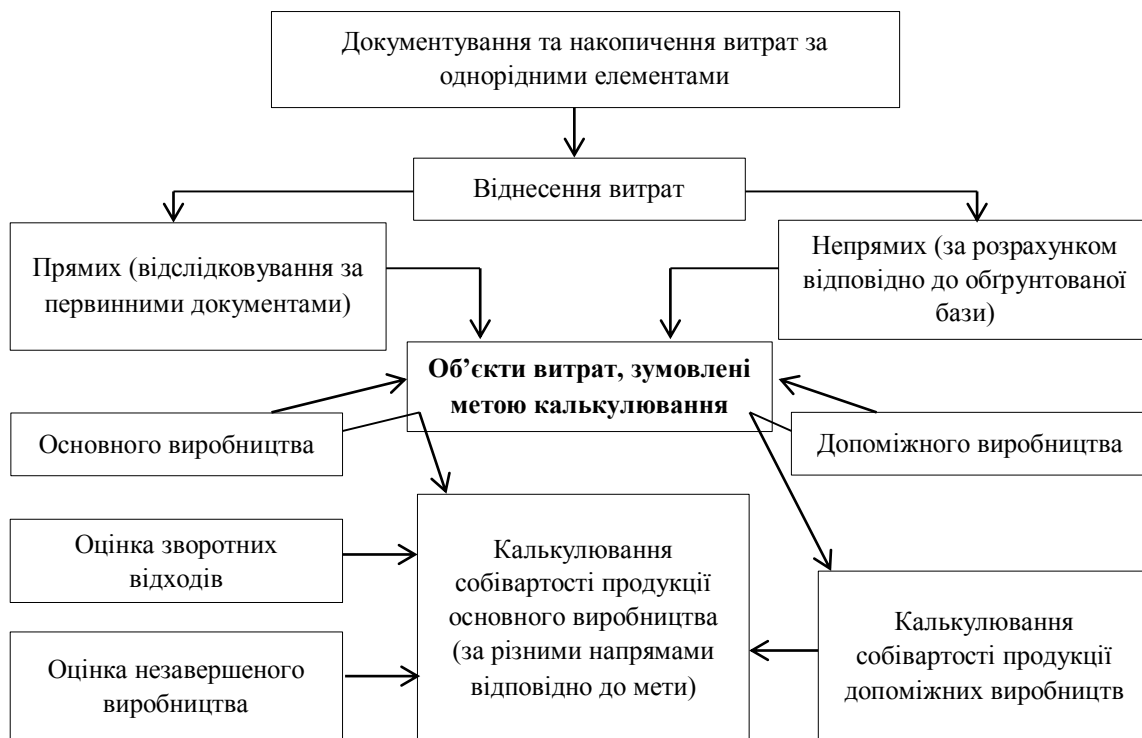 Документування та накопичення витрат за
однорідними елементами
Віднесення витрат
Прямих (відслідковування за
первинними документами)
Непрямих (за розрахунком
відповідно до обґрунтованої
бази)
Об’єкти витрат, зумовлені
метою калькулювання
Основного виробництва
Допоміжного виробництва
Оцінка зворотних
відходів
Калькулювання
собівартості продукції
основного виробництва
(за різними напрямами
відповідно до мети)
Оцінка незавершеного
виробництва
Калькулювання
собівартості продукції
допоміжних виробництв